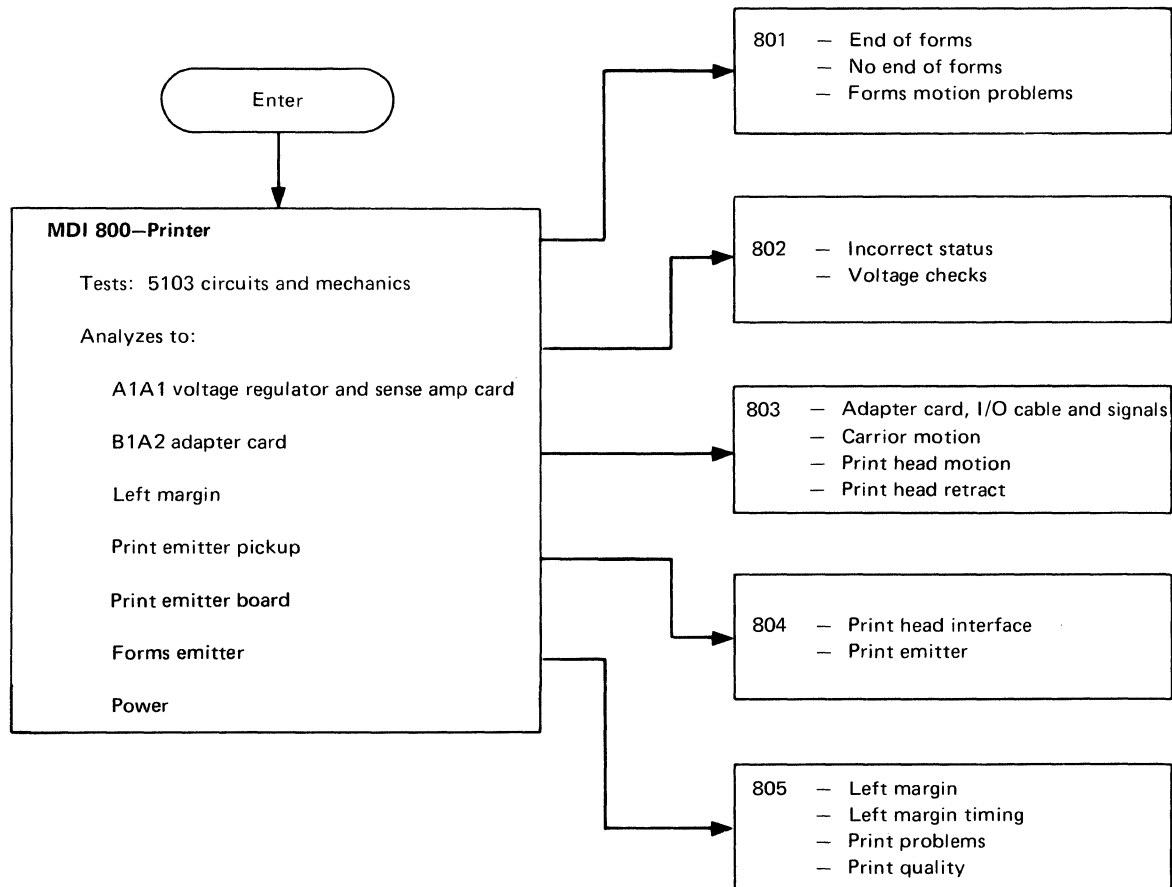 Enter
MDI 800—Printer
Tests: 5103 circuits and mechanics
Analyzes to:
A1A1 voltage regulator and sense amp card
B1A2 adapter card
Left margin
Print emitter pickup
Print emitter board
Forms emitter
Power
801 — End of forms
— No end of forms
— Forms motion problems
802 — Incorrect status
— Voltage checks
803 — Adapter card, I/O cable and signals
— Carrior motion
— Print head motion
— Print head retract
804 — Print head interface
— Print emitter
805 — Left margin
— Left margin timing
— Print problems
— Print quality